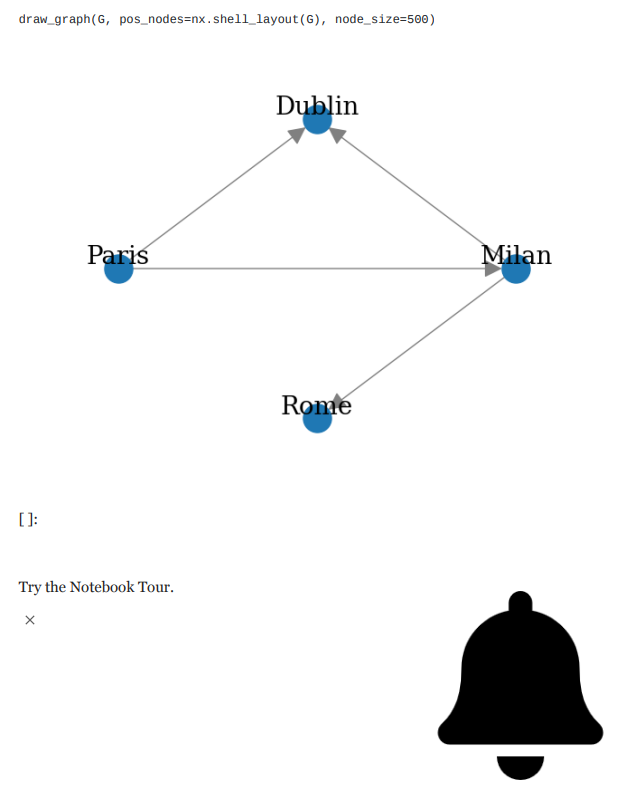 draw_graph(G, pos_nodes=nx.shell_layout(G), node_size=500)
Dublin
Paris
Milan
Rome
[ ]:
Try the Notebook Tour.
×